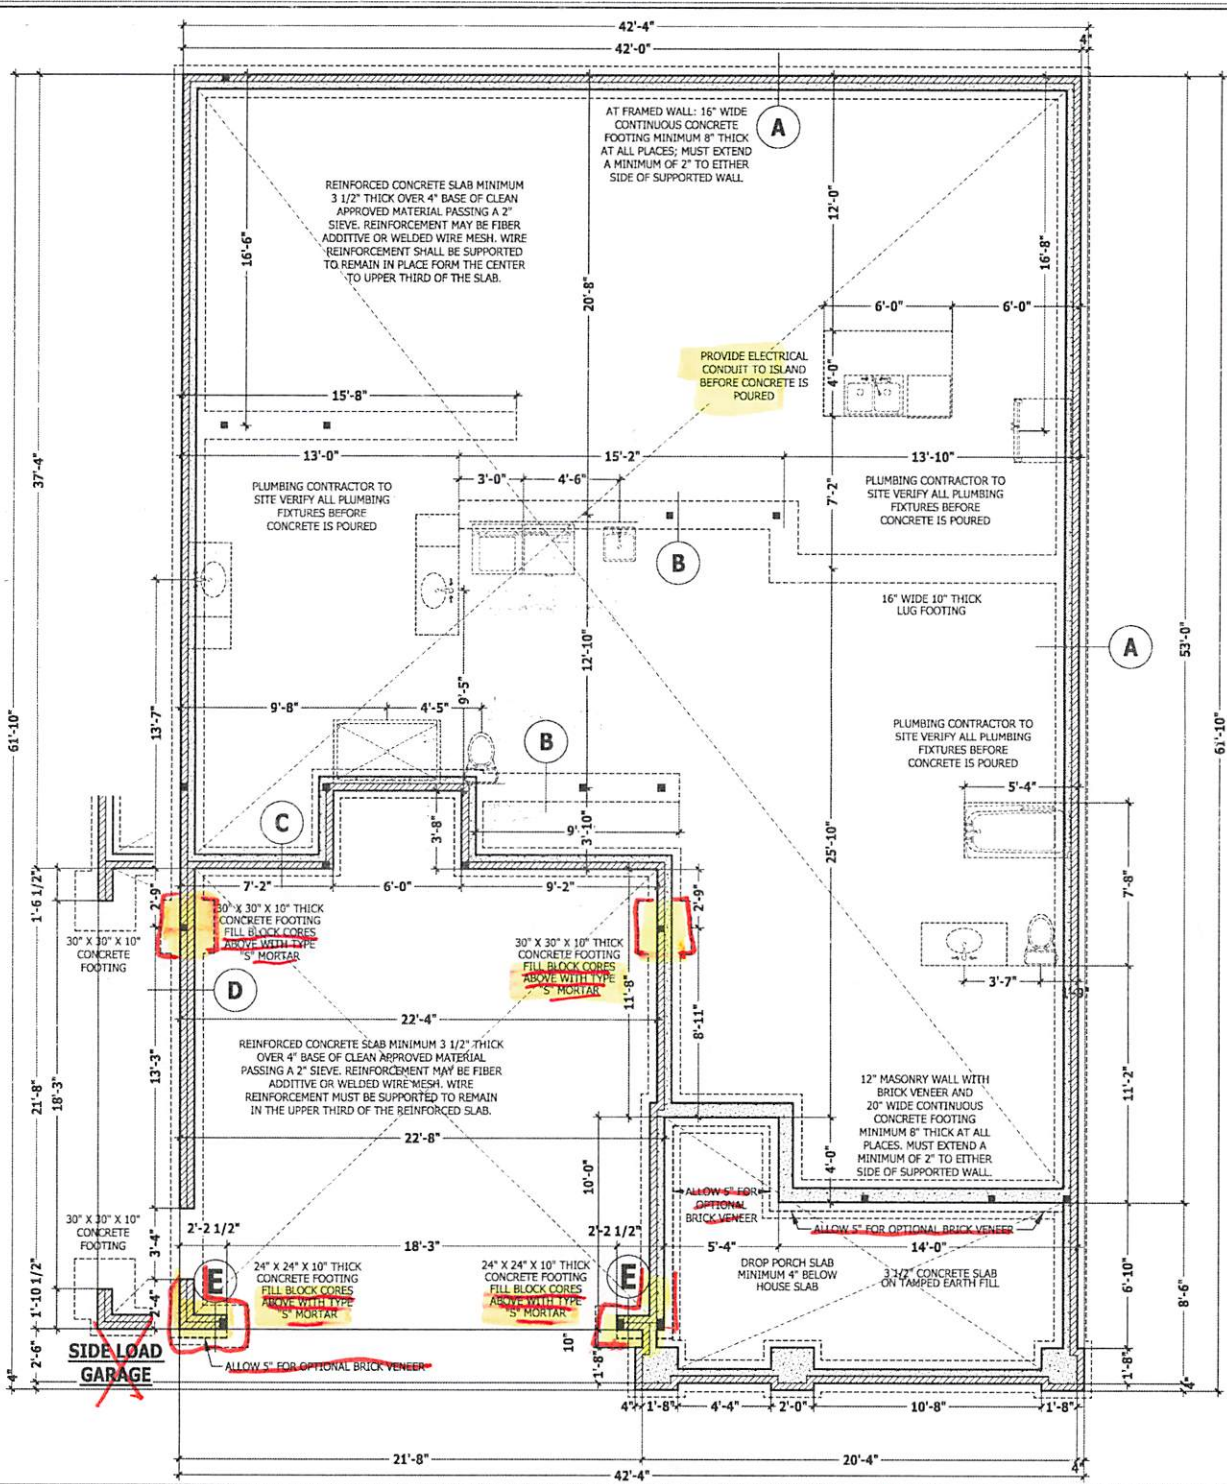 42'-4"
42'-0"
4"
AT FRAMED WALL: 16" WIDE
CONTINUOUS CONCRETE
FOOTING MINIMUM 8" THICK
AT ALL PLACES; MUST EXTEND
A MINIMUM OF 2" TO EITHER
SIDE OF SUPPORTED WALL
A
REINFORCED CONCRETE SLAB MINIMUM
3 1/2" THICK OVER 4" BASE OF CLEAN
APPROVED MATERIAL PASSING A 2"
SIEVE. REINFORCEMENT MAY BE FIBER
ADDITIVE OR WELDED WIRE MESH. WIRE
REINFORCEMENT SHALL BE SUPPORTED
TO REMAIN IN PLACE FORM THE CENTER
TO UPPER THIRD OF THE SLAB.
16'-6"
12'-0"
16'-8"
20'-8"
6'-0"
6'-0"
PROVIDE ELECTRICAL
CONDUIT TO ISLAND
BEFORE CONCRETE IS
POURED
4'-0"
15'-8"
37'-4"
13'-0"
15'-2"
13'-10"
3'-0"
4'-6"
7'-2"
PLUMBING CONTRACTOR TO
SITE VERIFY ALL PLUMBING
FIXTURES BEFORE
CONCRETE IS POURED
PLUMBING CONTRACTOR TO
SITE VERIFY ALL PLUMBING
FIXTURES BEFORE
CONCRETE IS POURED
B
16" WIDE 10" THICK
LUG FOOTING
A
53'-0"
61'-10"
61'-10"
13'-7"
12'-10"
9'-5"
9'-8"
4'-5"
B
PLUMBING CONTRACTOR TO
SITE VERIFY ALL PLUMBING
FIXTURES BEFORE
CONCRETE IS POURED
5'-4"
C
3'-8"
9'-
3'-10"
25'-10"
7'-8"
1'-6 1/2"
2'-9"
7'-2"
6'-0"
9'-2"
2'-9"
30" X 30" X 10" THICK
CONCRETE FOOTING
FILL BLOCK CORES
ABOVE WITH TYPE
"S" MORTAR
30" X 30" X 10"
CONCRETE
FOOTING
30" X 30" X 10" THICK
CONCRETE FOOTING
FILL BLOCK CORES
ABOVE WITH TYPE
"S" MORTAR
11'-8"
D
3'-7"
22'-4"
8'-11"
REINFORCED CONCRETE SLAB MINIMUM 3 1/2" THICK
OVER 4" BASE OF CLEAN APPROVED MATERIAL
PASSING A 2" SIEVE. REINFORCEMENT MAY BE FIBER
ADDITIVE OR WELDED WIRE MESH. WIRE
REINFORCEMENT MUST BE SUPPORTED TO REMAIN
IN THE UPPER THIRD OF THE REINFORCED SLAB.
13'-3"
21'-8"
18'-3"
12" MASONRY WALL WITH
BRICK VENEER AND
20" WIDE CONTINUOUS
CONCRETE FOOTING
MINIMUM 8" THICK AT ALL
PLACES. MUST EXTEND A
MINIMUM OF 2" TO EITHER
SIDE OF SUPPORTED WALL.
11'-2"
22'-8"
10'-0"
4'-0"
ALLOW 5" FOR
OPTIONAL
BRICK VENEER
ALLOW 5" FOR OPTIONAL BRICK VENEER
30" X 30" X 10"
CONCRETE
FOOTING
2'-2 1/2"
18'-3"
2'-2 1/2"
5'-4"
14'-0"
3'-4"
E
24" X 24" X 10" THICK
CONCRETE FOOTING
FILL BLOCK CORES
ABOVE WITH TYPE
"S" MORTAR
24" X 24" X 10" THICK
CONCRETE FOOTING
FILL BLOCK CORES
ABOVE WITH TYPE
"S" MORTAR
E
DROP PORCH SLAB
MINIMUM 4" BELOW
HOUSE SLAB
3 1/2" CONCRETE SLAB
ON TAMPED EARTH FILL
6'-10"
8'-6"
1'-10 1/2"
2'-4"
10"
SIDE LOAD
GARAGE
2'-6"
4"
ALLOW 5" FOR OPTIONAL BRICK VENEER
1'-8"
1'-8"
4"
4"
1'-8"
4'-4"
2'-0"
10'-8"
1'-8"
21'-8"
20'-4"
4"
42'-4"